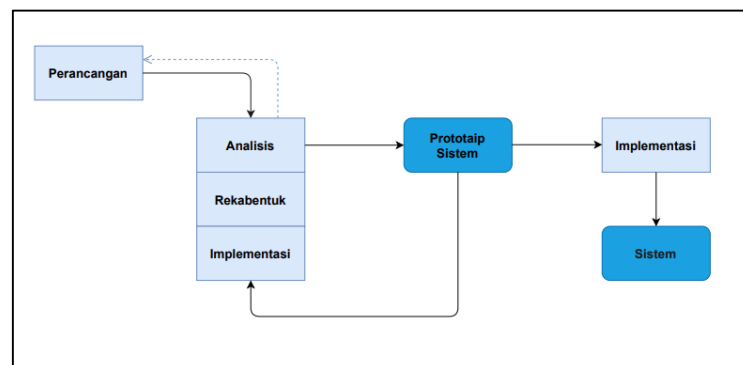 Perancangan
Analisis
Rekabentuk
Implementasi
Prototaip
Sistem
Implementasi
Sistem